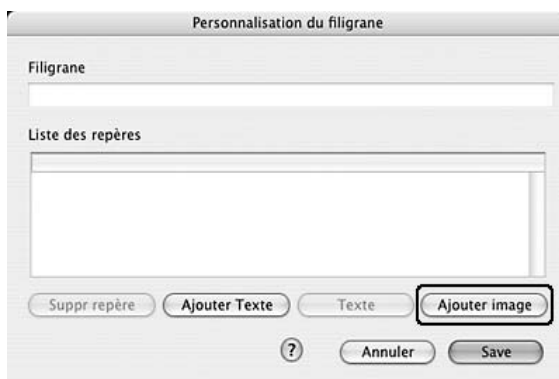 Personnalisation du filigrane
Filigrane
Liste des repères
Suppr repère Ajouter Texte Texte Ajouter image
? Annuler Save